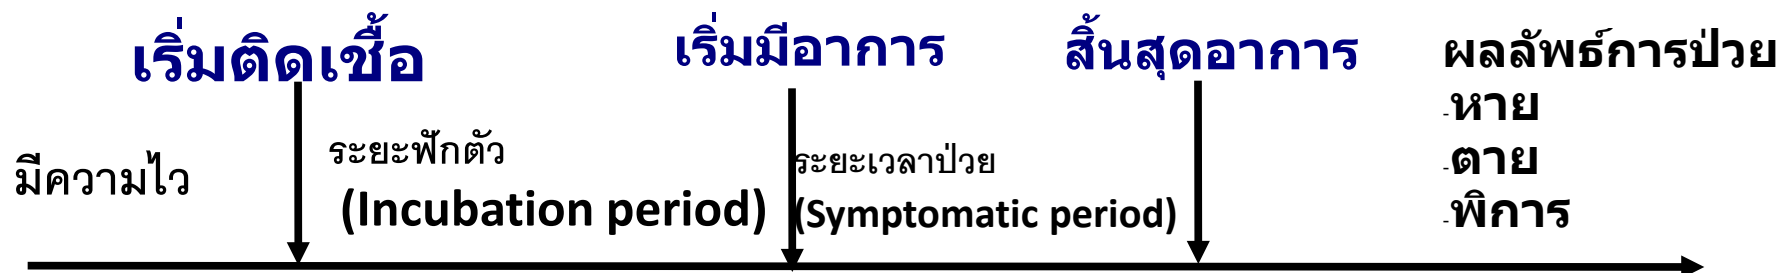 เริ่มติดเชื้อ
เริ่มมีอาการ
สิ้นสุดอาการ
ผลลัพธ์การป่วย
-หาย
-ตาย
-พิการ
มีความไว
ระยะฟักตัว
(Incubation period)
ระยะเวลาป่วย
(Symptomatic period)